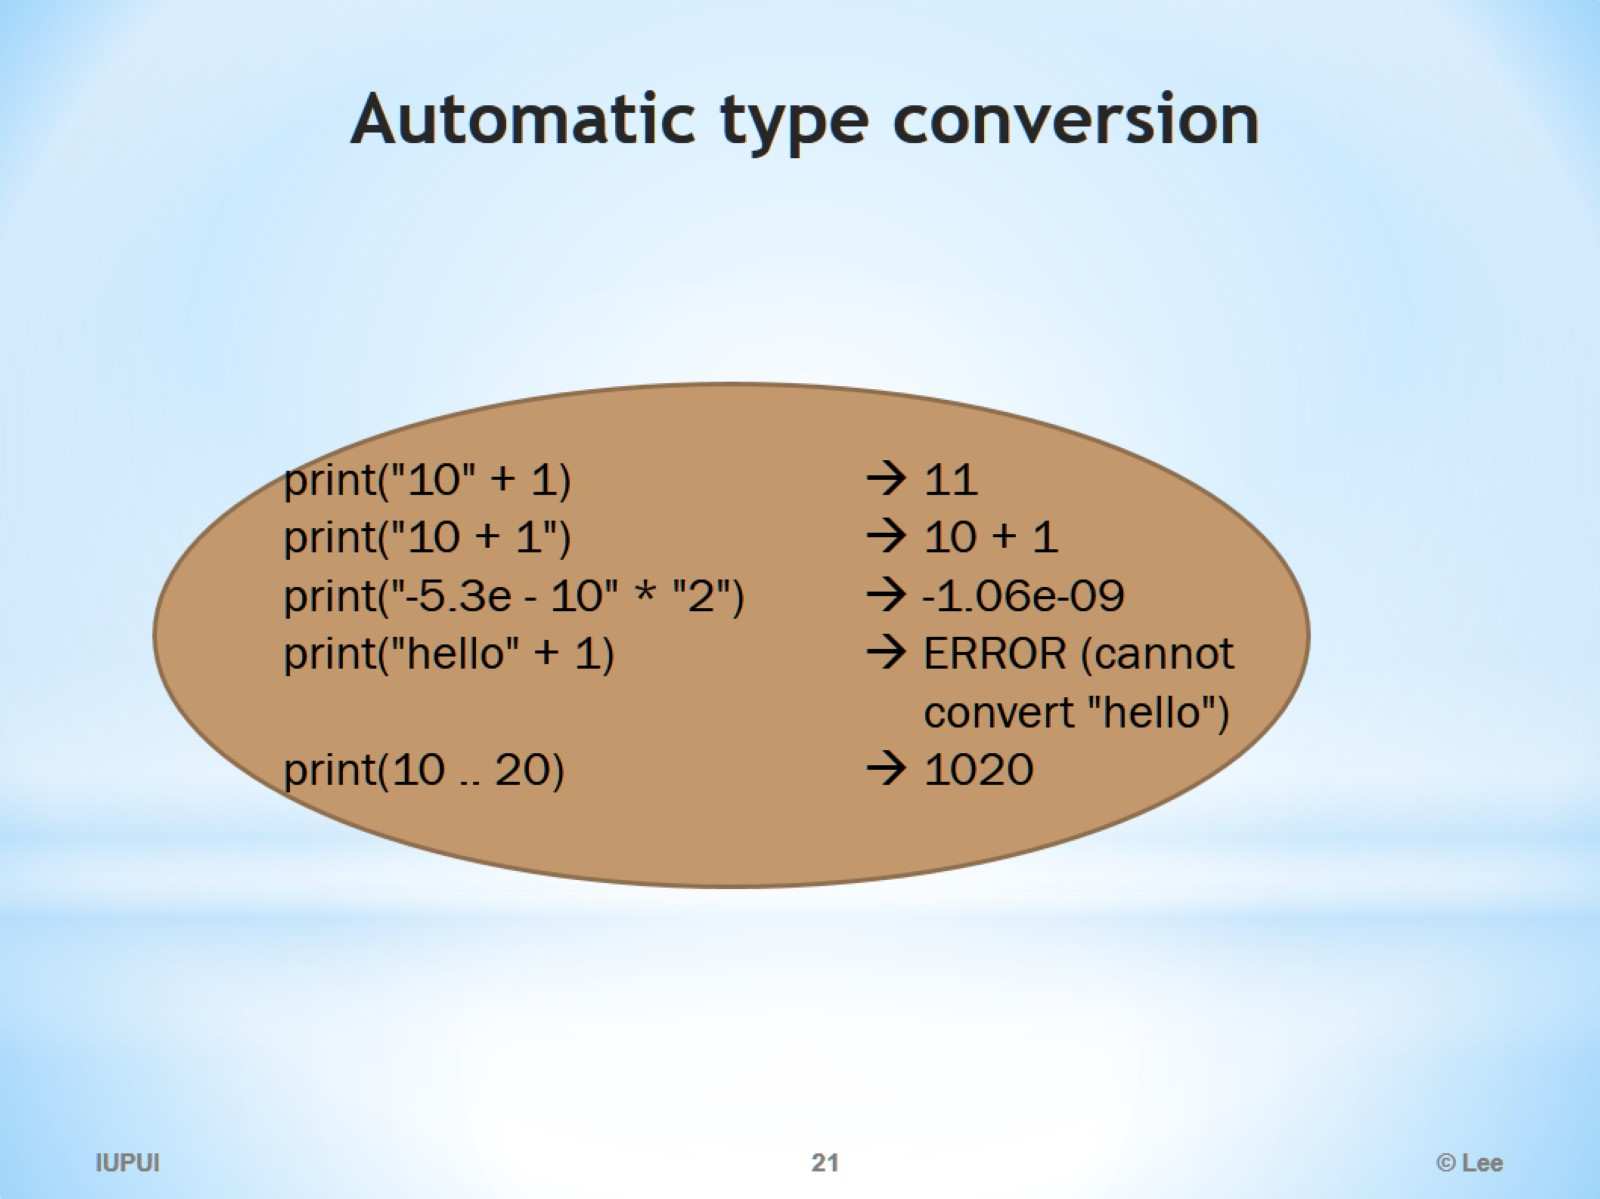 Automatic type conversion
print("10" + 1) → 11
print("10 + 1") → 10 + 1
print("-5.3e - 10" * "2") → -1.06e-09
print("hello" + 1) → ERROR (cannot
convert "hello")
print(10 .. 20) → 1020
IUPUI 21 © Lee